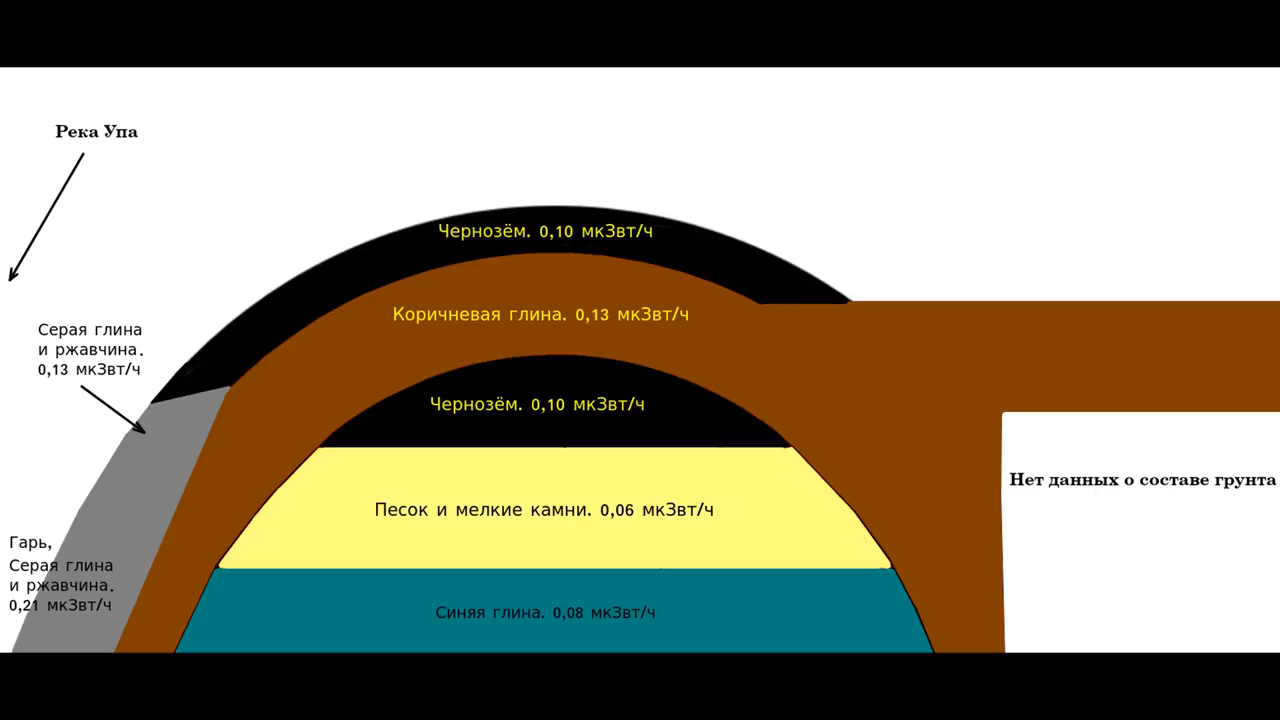 Река Упа
Чернозём. 0,10 мкЗвт/ч
Коричневая глина. 0,13 мкЗвт/ч
Серая глина
и ржавчина.
0,13 мкЗвт/ч
Чернозём. 0,10 мкЗвт/ч
Нет данных о составе грунта
Песок и мелкие камни. 0,06 мкЗвт/ч
Гарь,
Серая глина
и ржавчина.
0,21 мкЗвт/ч
Синяя глина. 0,08 мкЗвт/ч